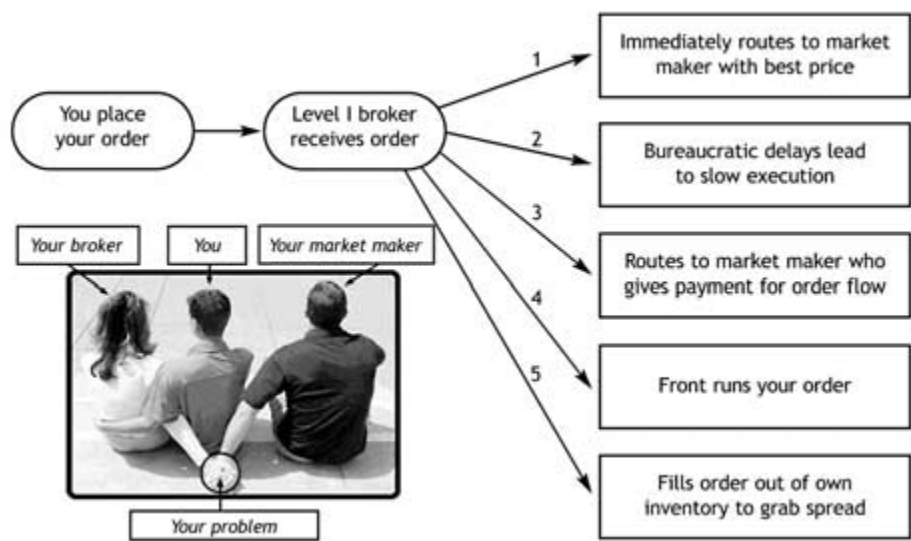 You place
your order
Level I broker
receives order
1
Immediately routes to market
maker with best price
2
Bureaucratic delays lead
to slow execution
3
Routes to market maker who
gives payment for order flow
4
Front runs your order
5
Fills order out of own
inventory to grab spread
Your broker
You
Your market maker
Your problem